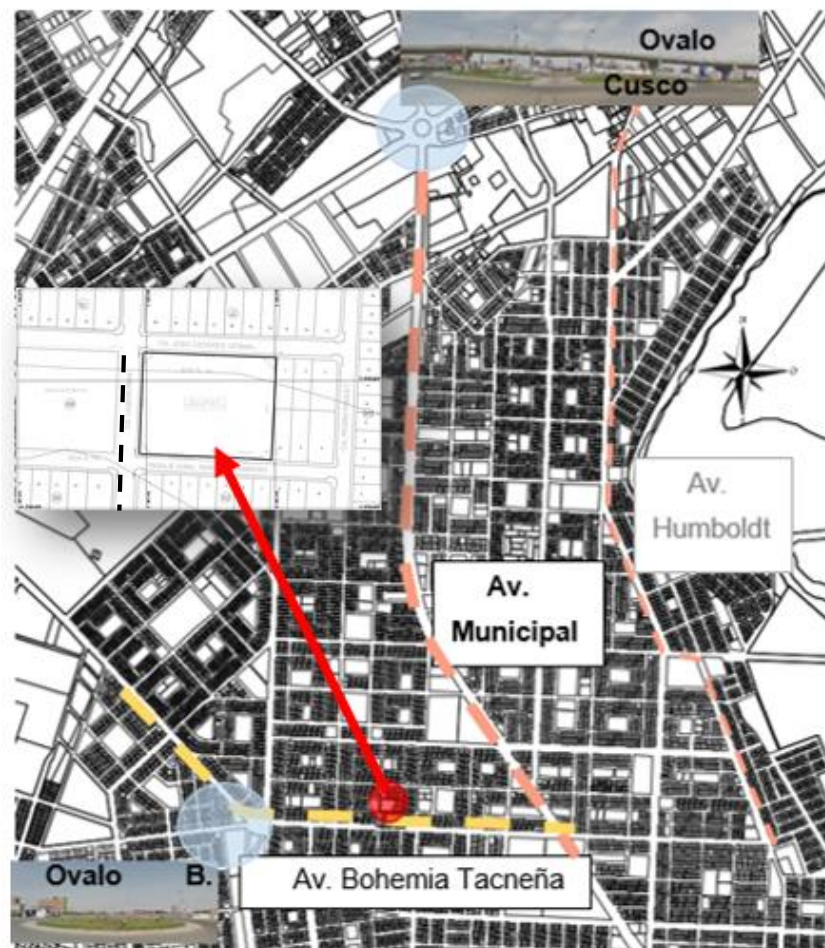 Ovalo
Cusco
Av.
Humboldt
Av.
Municipal
Av. Bohemia Tacneña
Ovalo B.